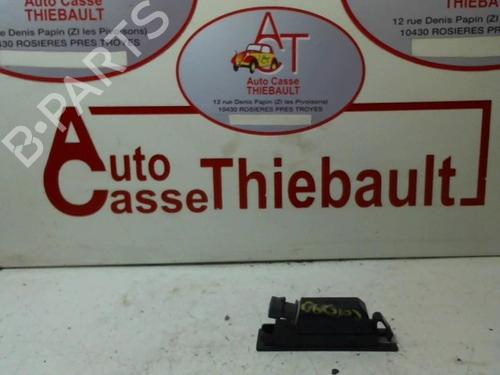 rue Denis Papin (ZI les Pivoisons)
10430 ROSIERES PRES TROYES
B-PARTS
AT
Auto Casse
THIEBAULT
12 rue Denis Papin (ZI les Pivoisons)
10430 ROSIERES PRES TROYES
Auto Casse
THIEBAULT
12 rue Denis Papin (ZI les Pivoisons)
10430 ROSIERES PRES TROYES
Auto
Casse
Thiebault